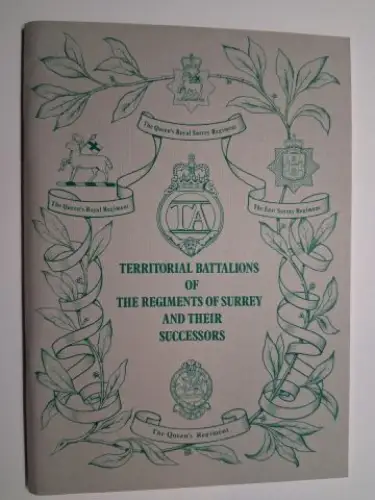 The Queen's Royal Surrey Regiment
The Queen's Royal Regiment
The East Surrey Regiment
TA
TERRITORIAL BATTALIONS
OF
THE REGIMENTS OF SURREY
AND THEIR
SUCCESSORS
The Queen's Regiment